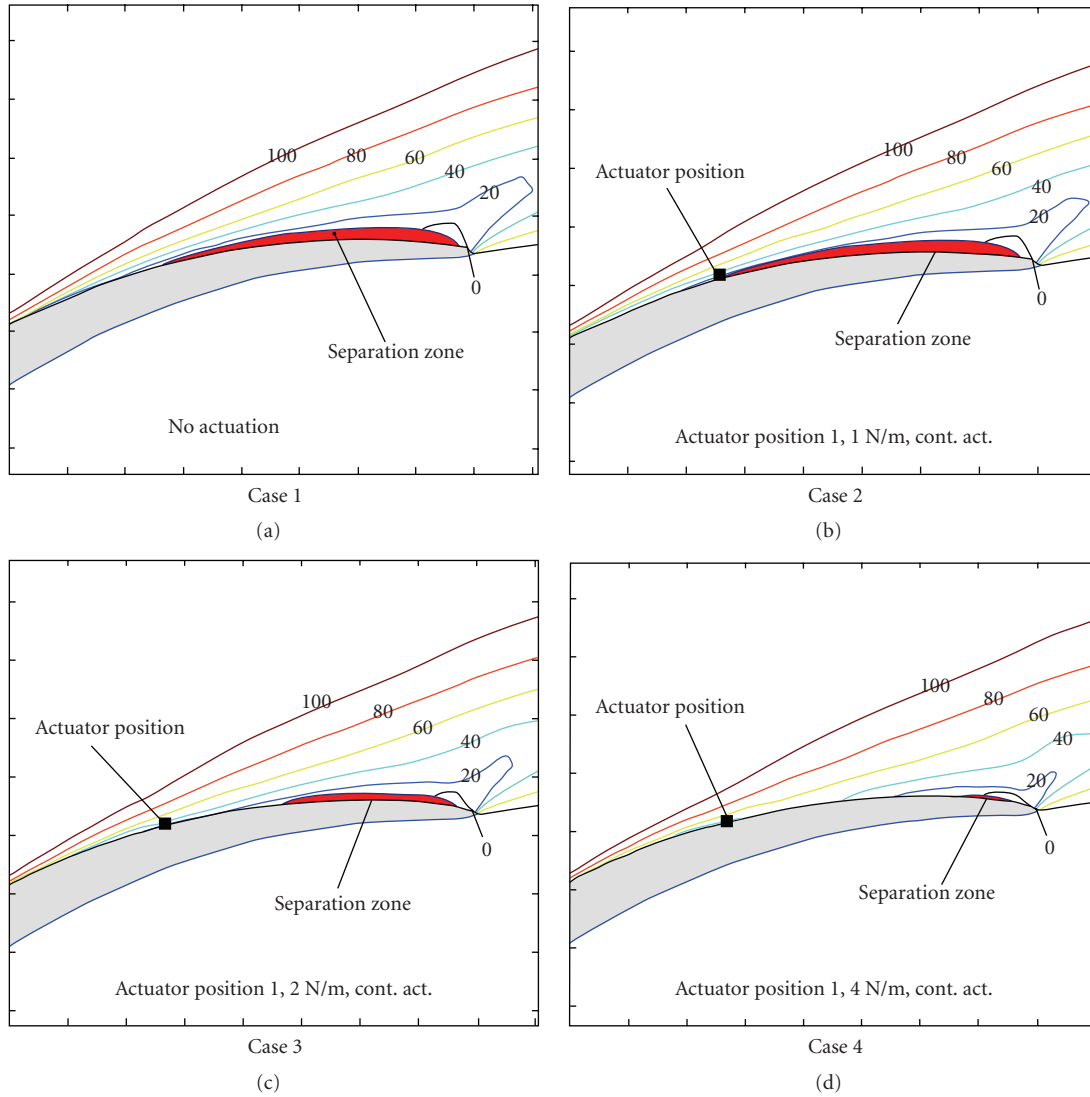 100
80
60
40
20
0
Separation zone
No actuation
Case 1
(a)
Actuator position
100
80
60
40
20
0
Separation zone
Actuator position 1, 1 N/m, cont. act.
Case 2
(b)
Actuator position
100
80
60
40
20
0
Separation zone
Actuator position 1, 2 N/m, cont. act.
Case 3
(c)
Actuator position
100
80
60
40
20
0
Separation zone
Actuator position 1, 4 N/m, cont. act.
Case 4
(d)